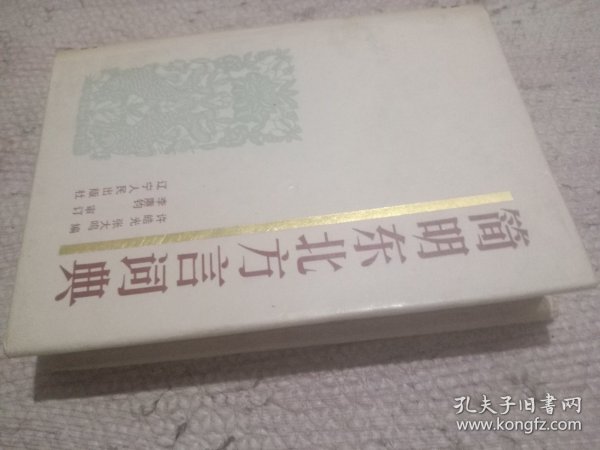 简明东北方言词典
许皓光 张大鸣 编
李膺钧 审订
辽宁人民出版社
孔夫子旧书网
www.kongfz.com